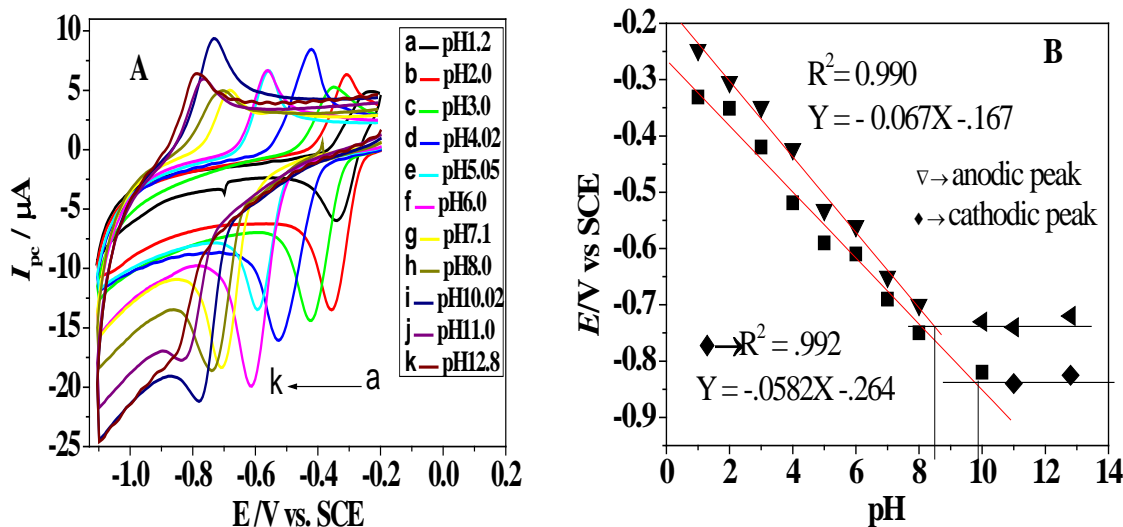 10
5
0
-5
-10
-15
-20
-25
I pc / µA
A
a pH1.2
b pH2.0
c pH3.0
d pH4.02
e pH5.05
f pH6.0
g pH7.1
h pH8.0
i pH10.02
j pH11.0
k pH12.8
k ← a
-1.0 -0.8 -0.6 -0.4 -0.2 0.0 0.2
E /V vs. SCE
-0.2
-0.3
-0.4
-0.5
-0.6
-0.7
-0.8
-0.9
E/V vs SCE
B
R²= 0.990
Y = - 0.067X -.167
▽→anodic peak
♦→cathodic peak
♦→ R² = .992
Y = -.0582X -.264
0 2 4 6 8 10 12 14
pH